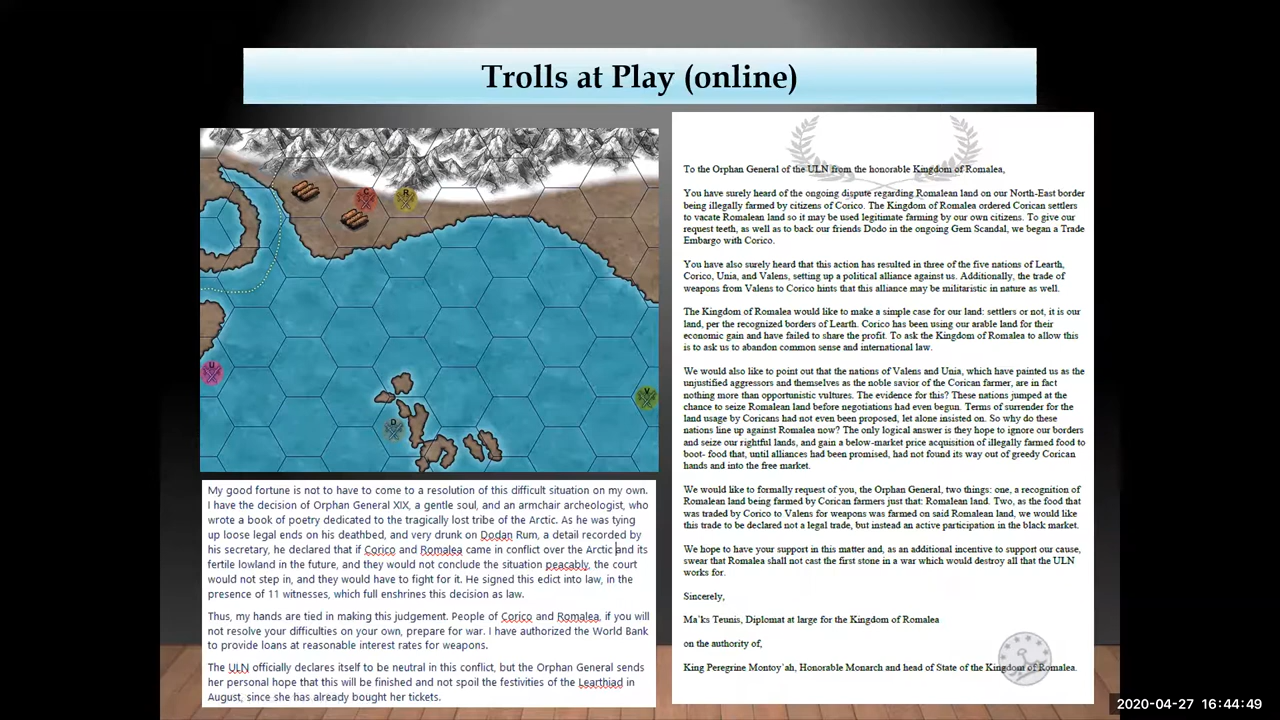 Trolls at Play (online)
C
R
U
D
V
My good fortune is not to have to come to a resolution of this difficult situation on my own.
I have the decision of Orphan General XIX, a gentle soul, and an armchair archeologist, who
wrote a book of poetry dedicated to the tragically lost tribe of the Arctic. As he was tying
up loose legal ends on his deathbed, and very drunk on Dodan Rum, a detail recorded by
his secretary, he declared that if Corico and Romalea came in conflict over the Arctic and its
fertile lowland in the future, and they would not conclude the situation peacably, the court
would not step in, and they would have to fight for it. He signed this edict into law, in the
presence of 11 witnesses, which full enshrines this decision as law.
Thus, my hands are tied in making this judgement. People of Corico and Romalea, if you will
not resolve your difficulties on your own, prepare for war. I have authorized the World Bank
to provide loans at reasonable interest rates for weapons.
The ULN officially declares itself to be neutral in this conflict, but the Orphan General sends
her personal hope that this will be finished and not spoil the festivities of the Learthiad in
August, since she has already bought her tickets.
To the Orphan General of the ULN from the honorable Kingdom of Romalea,
You have surely heard of the ongoing dispute regarding Romalean land on our North-East border
being illegally farmed by citizens of Corico. The Kingdom of Romalea ordered Corican settlers
to vacate Romalean land so it may be used legitimate farming by our own citizens. To give our
request teeth, as well as to back our friends Dodo in the ongoing Gem Scandal, we began a Trade
Embargo with Corico.
You have also surely heard that this action has resulted in three of the five nations of Learth,
Corico, Unia, and Valens, setting up a political alliance against us. Additionally, the trade of
weapons from Valens to Corico hints that this alliance may be militaristic in nature as well.
The Kingdom of Romalea would like to make a simple case for our land: settlers or not, it is our
land, per the recognized borders of Learth. Corico has been using our arable land for their
economic gain and have failed to share the profit. To ask the Kingdom of Romalea to allow this
is to ask us to abandon common sense and international law.
We would also like to point out that the nations of Valens and Unia, which have painted us as the
unjustified aggressors and themselves as the noble savior of the Corican farmer, are in fact
nothing more than opportunistic vultures. The evidence for this? These nations jumped at the
chance to seize Romalean land before negotiations had even begun. Terms of surrender for the
land usage by Coricans had not even been proposed, let alone insisted on. So why do these
nations line up against Romalea now? The only logical answer is they hope to ignore our borders
and seize our rightful lands, and gain a below-market price acquisition of illegally farmed food to
boot- food that, until alliances had been promised, had not found its way out of greedy Corican
hands and into the free market.
We would like to formally request of you, the Orphan General, two things: one, a recognition of
Romalean land being farmed by Corican farmers just that: Romalean land. Two, as the food that
was traded by Corico to Valens for weapons was farmed on said Romalean land, we would like
this trade to be declared not a legal trade, but instead an active participation in the black market.
We hope to have your support in this matter and, as an additional incentive to support our cause,
swear that Romalea shall not cast the first stone in a war which would destroy all that the ULN
works for.
Sincerely,
Ma'ks Teunis, Diplomat at large for the Kingdom of Romalea
on the authority of,
King Peregrine Montoy'ah, Honorable Monarch and head of State of the Kingdom of Romalea.
2020-04-27 16:44:49